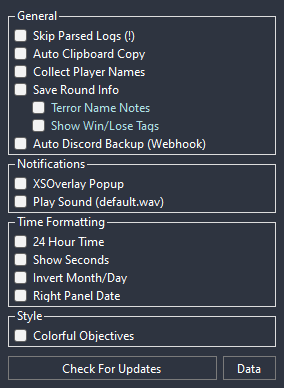 General
Skip Parsed Logs (!)
Auto Clipboard Copy
Collect Player Names
Save Round Info
Terror Name Notes
Show Win/Lose Tags
Auto Discord Backup (Webhook)
Notifications
XSOverlay Popup
Play Sound (default.wav)
Time Formatting
24 Hour Time
Show Seconds
Invert Month/Day
Right Panel Date
Style
Colorful Objectives
Check For Updates
Data